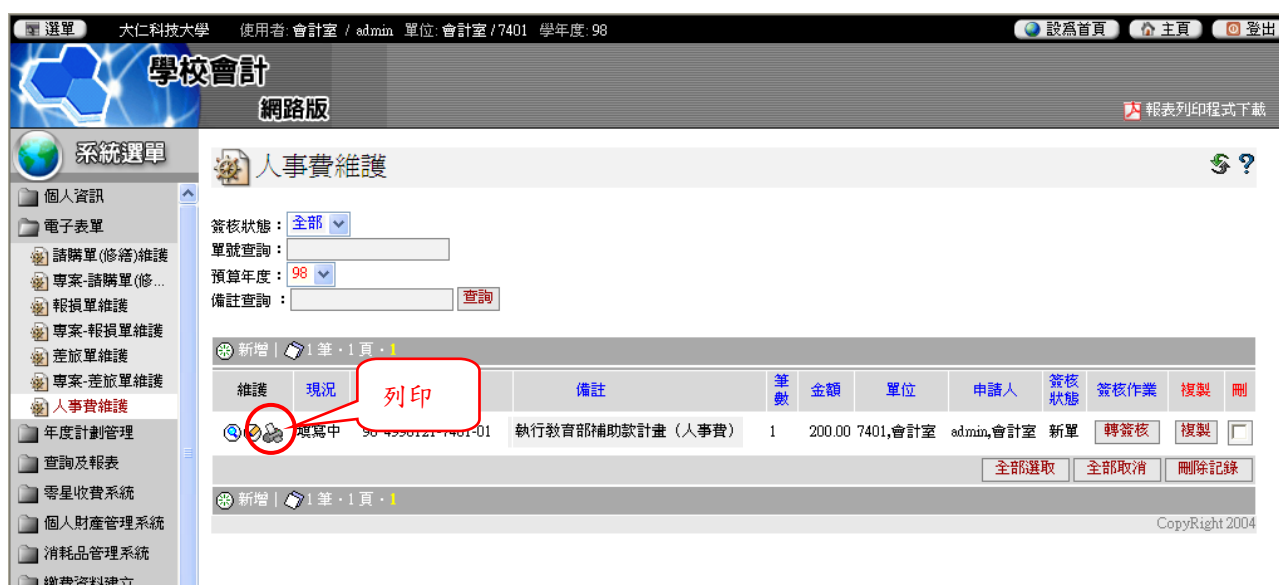 選單 大仁科技大學 使用者: 會計室 / admin 單位: 會計室 / 7401 學年度: 98 設為首頁 主頁 登出
學校會計
網路版
報表列印程式下載
系統選單
個人資訊
電子表單
請購單(修繕)維護
專案-請購單(修...
報損單維護
專案-報損單維護
差旅單維護
專案-差旅單維護
人事費維護
年度計劃管理
查詢及報表
零星收費系統
個人財產管理系統
消耗品管理系統
繳費資料建立
人事費維護
簽核狀態： 全部
單號查詢：
預算年度： 98
備註查詢 ： 查詢
新增 | 1 筆 · 1 頁 · 1
列印
維護 現況 備註 筆數 金額 單位 申請人 簽核狀態 簽核作業 複製 刪
填寫中 98-4998121-7401-01 執行教育部補助款計畫（人事費） 1 200.00 7401,會計室 admin,會計室 新單 轉簽核 複製
全部選取 全部取消 刪除記錄
新增 | 1 筆 · 1 頁 · 1
CopyRight 2004